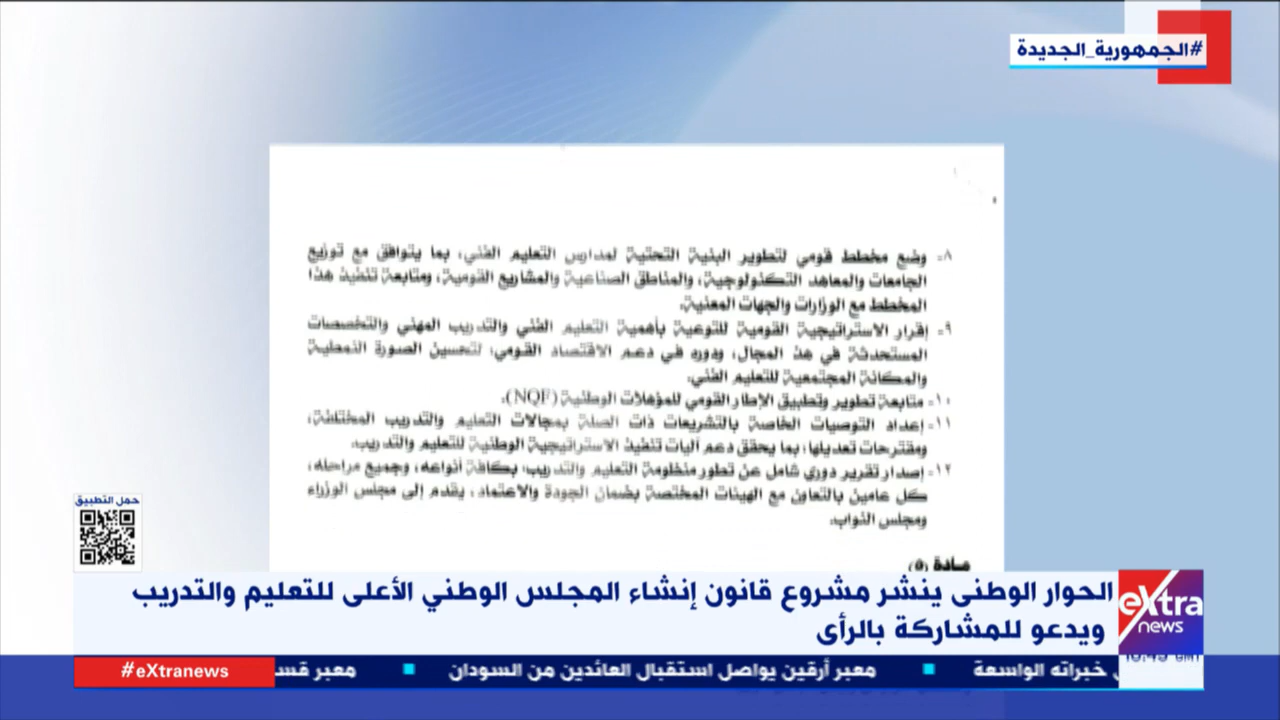 #الجمهورية_الجديدة
٨- وضع مخطط قومي لتطوير البنية التحتية لمدارس التعليم الفني، بما يتوافق مع توزيع
الجامعات والمعاهد التكنولوجية، والمناطق الصناعية والمشاريع القومية، ومتابعة تنفيذ هذا
المخطط مع الوزارات والجهات المعنية.
٩- إقرار الاستراتيجية القومية للتوعية بأهمية التعليم الفني والتدريب المهني والتخصصات
المستحدثة في هذ المجال، ودوره في دعم الاقتصاد القومي، لتحسين الصورة النمطية
والمكانة المجتمعية للتعليم الفني.
١٠- متابعة تطوير وتطبيق الإطار القومي للمؤهلات الوطنية (NQF).
١١- إعداد التوصيات الخاصة بالتشريعات ذات الصلة بمجالات التعليم والتدريب المختلفة،
ومقترحات تعديلها، بما يحقق دعم آليات تنفيذ الاستراتيجية الوطنية للتعليم والتدريب.
١٢- إصدار تقرير دوري شامل عن تطور منظومة التعليم والتدريب، بكافة أنواعه، وجميع مراحله،
كل عامين بالتعاون مع الهيئات المختصة بضمان الجودة والاعتماد، يقدم إلى مجلس الوزراء
ومجلس النواب.
مادة (٥)
حمل التطبيق
الحوار الوطنى ينشر مشروع قانون إنشاء المجلس الوطني الأعلى للتعليم والتدريب
ويدعو للمشاركة بالرأى
eXtra
news
خبراته الواسعة
معبر أرقين يواصل استقبال العائدين من السودان
معبر
#eXtranews